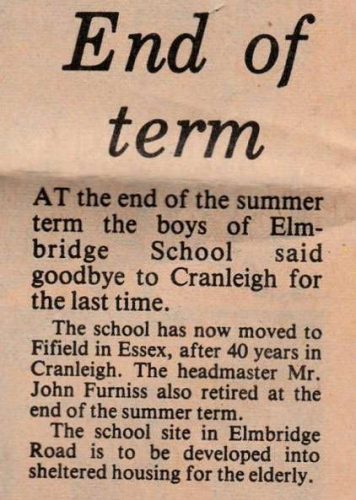 End of
term
AT the end of the summer
term the boys of Elm-
bridge School said
goodbye to Cranleigh for
the last time.
The school has now moved to
Fifield in Essex, after 40 years in
Cranleigh. The headmaster Mr.
John Furniss also retired at the
end of the summer term.
The school site in Elmbridge
Road is to be developed into
sheltered housing for the elderly.